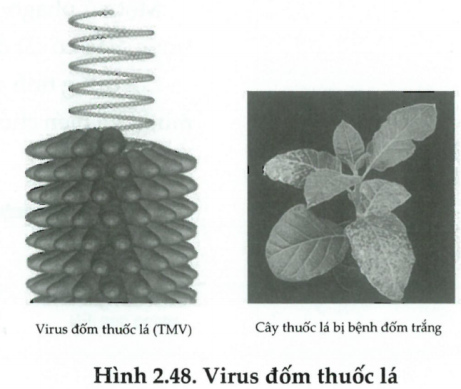 Virus đốm thuốc lá (TMV)
Cây thuốc lá bị bệnh đốm trắng
Hình 2.48. Virus đốm thuốc lá